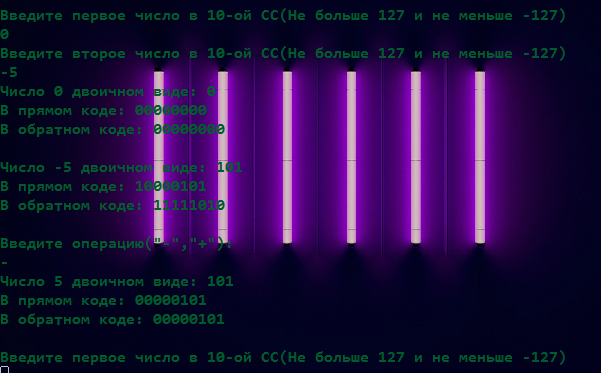 Введите первое число в 10-ой СС(Не больше 127 и не меньше -127)
0
Введите второе число в 10-ой СС(Не больше 127 и не меньше -127)
-5
Число 0 двоичном виде: 0
В прямом коде: 00000000
В обратном коде: 00000000
Число -5 двоичном виде: 101
В прямом коде: 10000101
В обратном коде: 11111010
Введите операцию("-","+"):
-
Число 5 двоичном виде: 101
В прямом коде: 00000101
В обратном коде: 00000101
Введите первое число в 10-ой СС(Не больше 127 и не меньше -127)